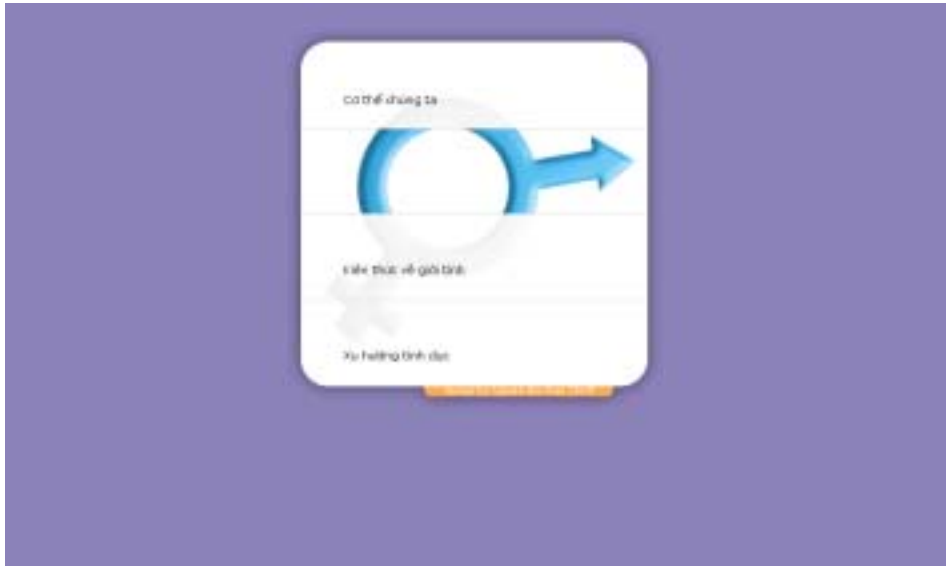 Cơ thể chúng ta
Kiến thức về giới tính
Xu hướng tình dục